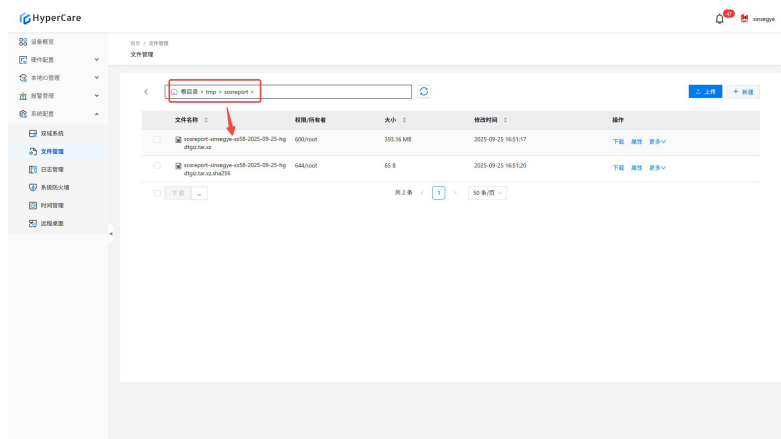 HyperCare
47
sinsegye
设备概览
硬件配置
本地IO管理
报警管理
系统配置
双域系统
文件管理
日志管理
系统防火墙
时间管理
远程桌面
首页 / 文件管理
文件管理
根目录 > tmp > sosreport >
上传
+ 新建
文件名称 权限/所有者 大小 修改时间 操作
sosreport-sinsegye-sx58-2025-09-25-hg 600/root 393.16 MB 2025-09-25 16:51:17 下载 属性 更多
dtgiz.tar.xz
sosreport-sinsegye-sx58-2025-09-25-hg 644/root 65 B 2025-09-25 16:51:20 下载 属性 更多
dtgiz.tar.xz.sha256
下载 ... 共 2 条 < 1 > 50 条/页